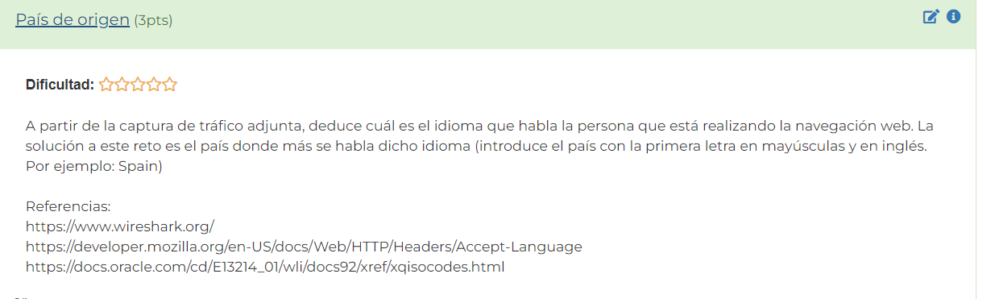 País de origen (3pts)
Dificultad:
A partir de la captura de tráfico adjunta, deduce cuál es el idioma que habla la persona que está realizando la navegación web. La
solución a este reto es el país donde más se habla dicho idioma (introduce el país con la primera letra en mayúsculas y en inglés.
Por ejemplo: Spain)
Referencias:
https://www.wireshark.org/
https://developer.mozilla.org/en-US/docs/Web/HTTP/Headers/Accept-Language
https://docs.oracle.com/cd/E13214_01/wli/docs92/xref/xqisocodes.html